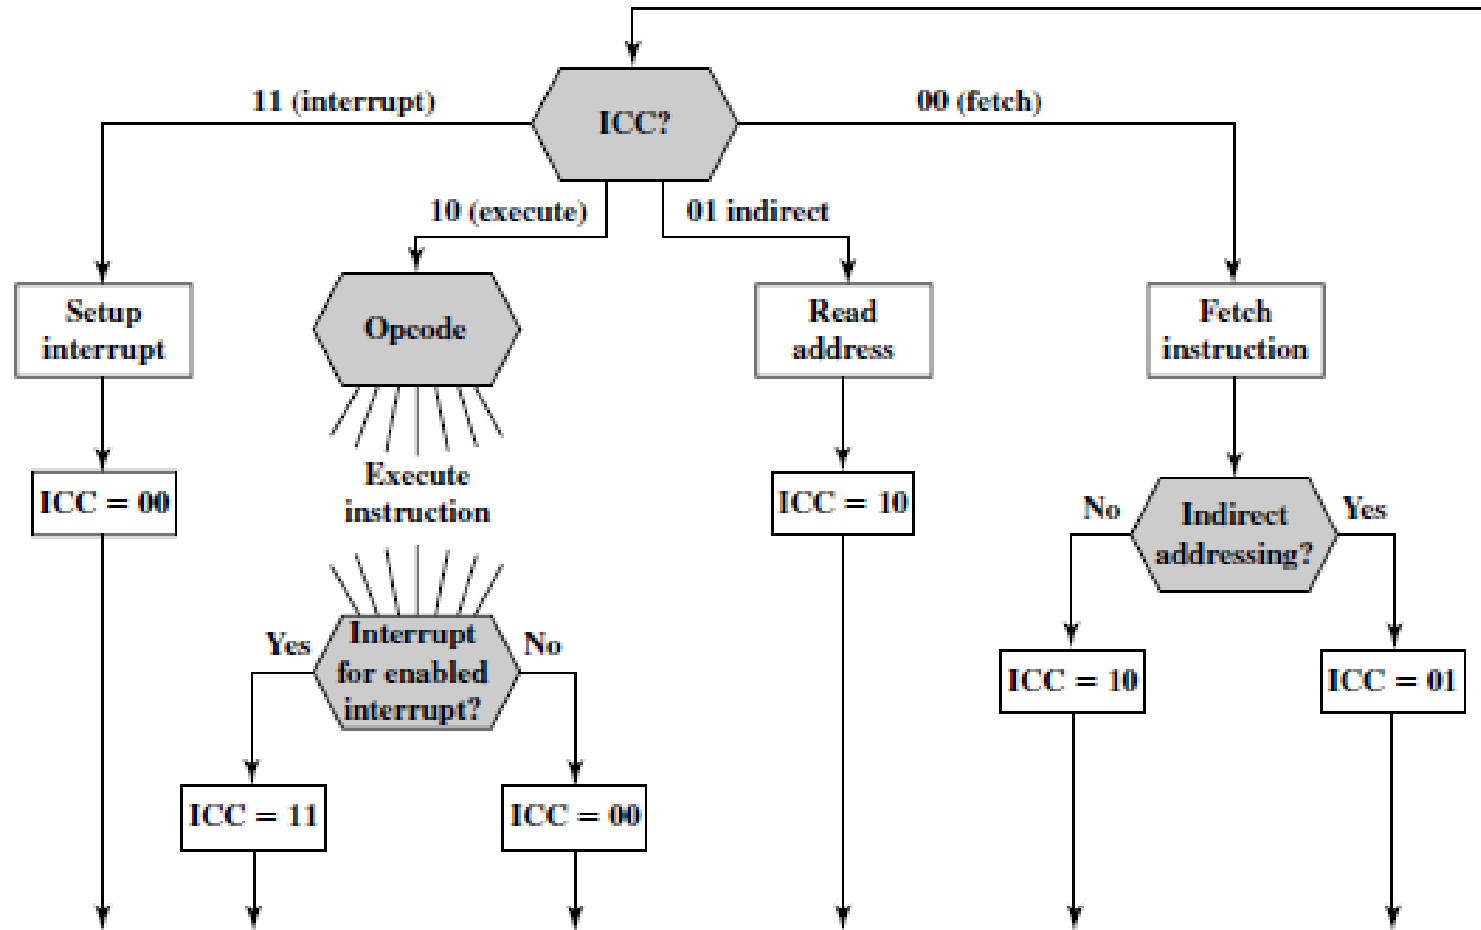 ICC?
11 (interrupt)
00 (fetch)
10 (execute)
01 indirect
Setup
interrupt
Opcode
Read
address
Fetch
instruction
ICC = 00
Execute
instruction
ICC = 10
No
Indirect
addressing?
Yes
Yes
Interrupt
for enabled
interrupt?
No
ICC = 10
ICC = 01
ICC = 11
ICC = 00